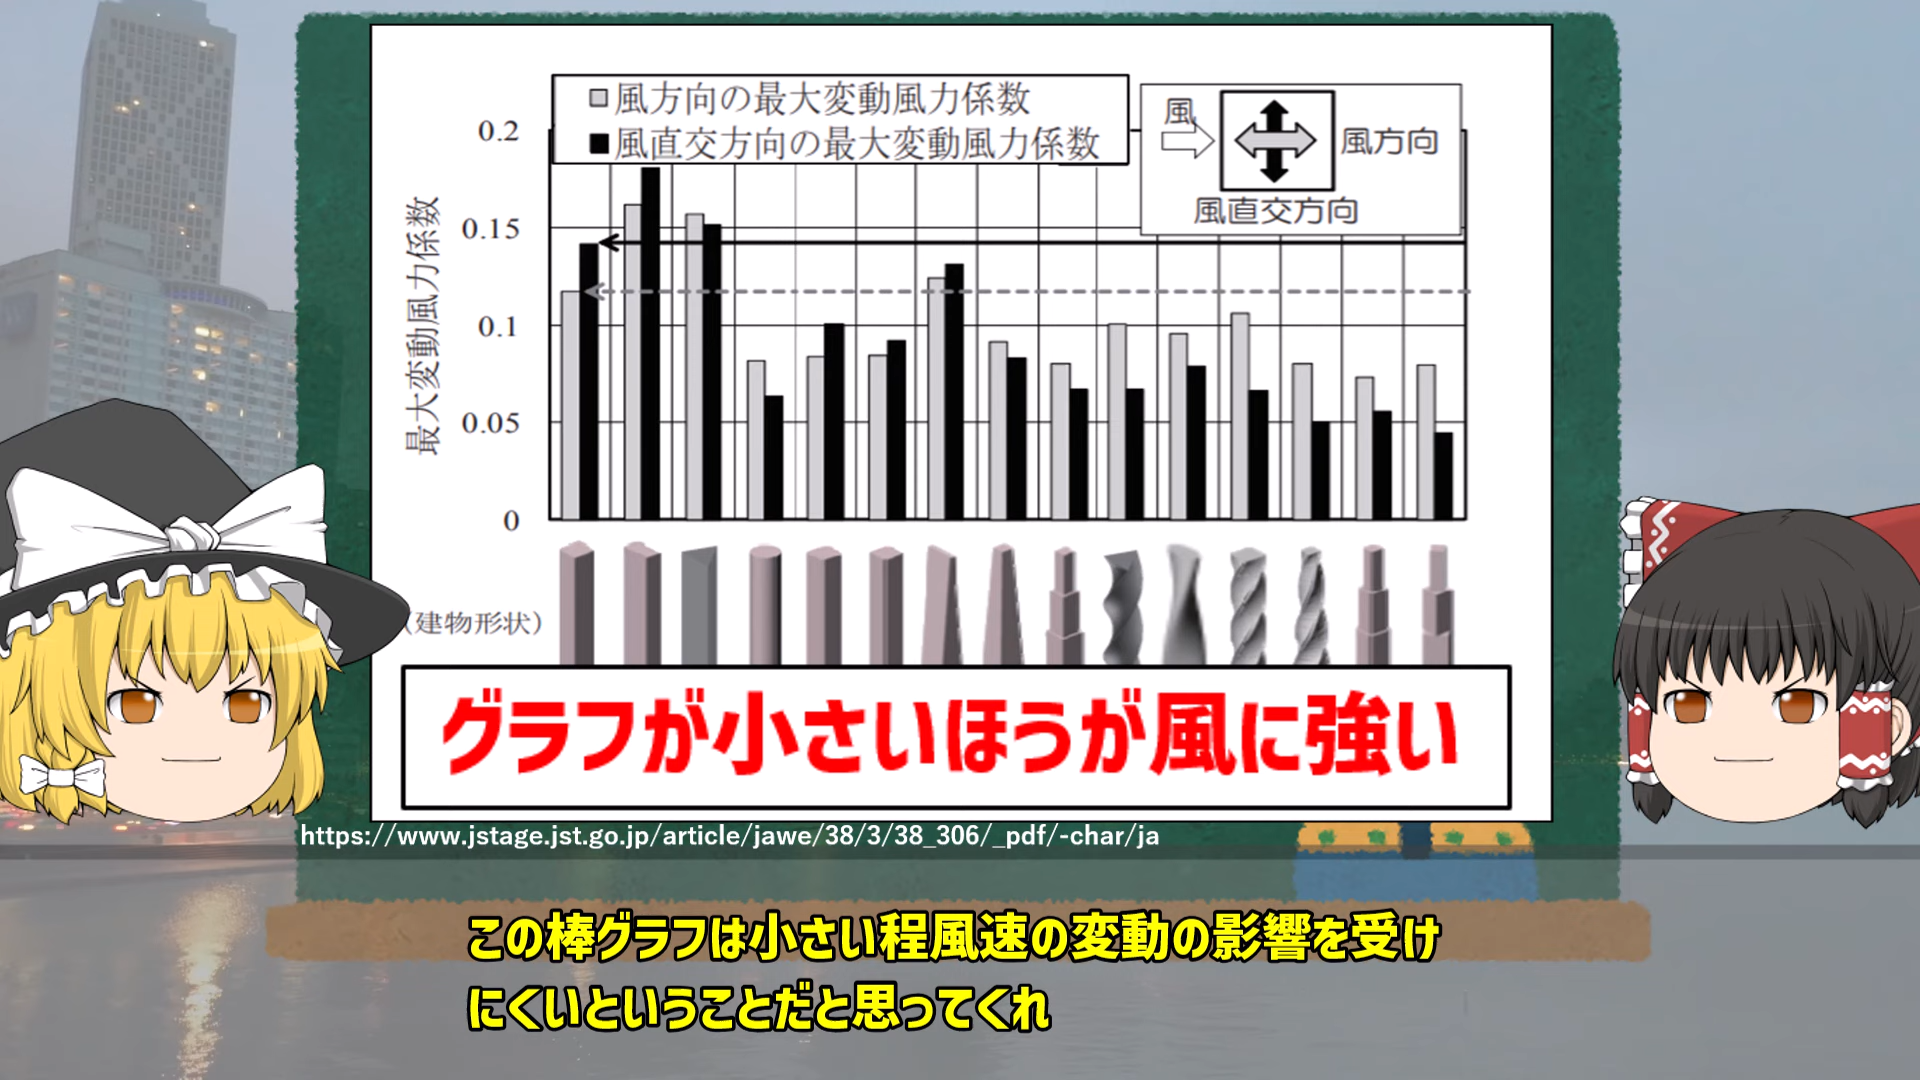 風方向の最大変動風力係数
風直交方向の最大変動風力係数
風
風方向
風直交方向
0.2
0.15
0.1
0.05
0
最大変動風力係数
(建物形状)
グラフが小さいほうが風に強い
https://www.jstage.jst.go.jp/article/jawe/38/3/38_306/_pdf/-char/ja
この棒グラフは小さい程風速の変動の影響を受け
にくいということだと思ってくれ